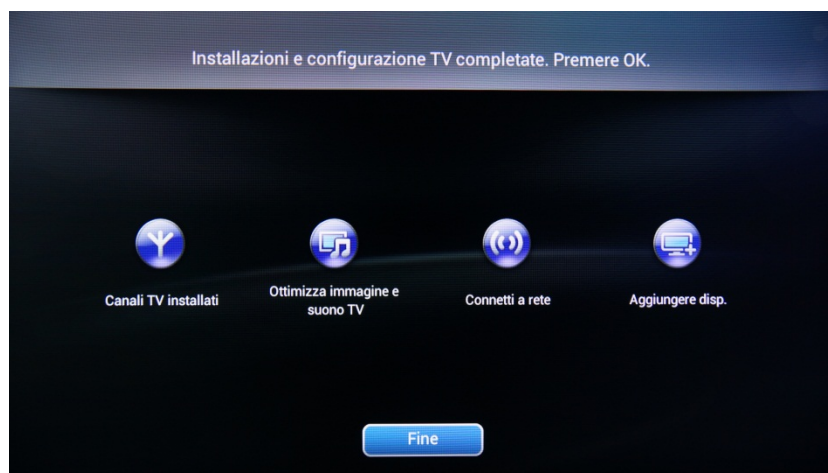 Installazioni e configurazione TV completate. Premere OK.
Canali TV installati
Ottimizza immagine e
suono TV
Connetti a rete
Aggiungere disp.
Fine